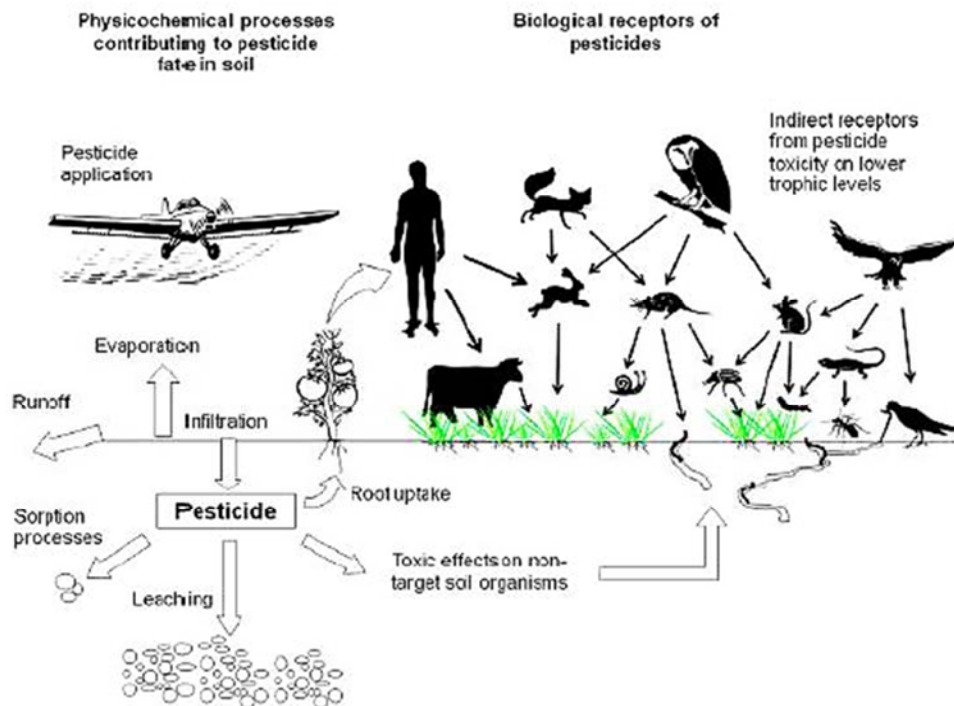 Physicochemical processes
contributing to pesticide
fate in soil
Biological receptors of
pesticides
Pesticide
application
Indirect receptors
from pesticide
toxicity on lower
trophic levels
Evaporation
Runoff
Infiltration
Pesticide
Root uptake
Sorption
processes
Leaching
Toxic effects on non-
target soil organisms